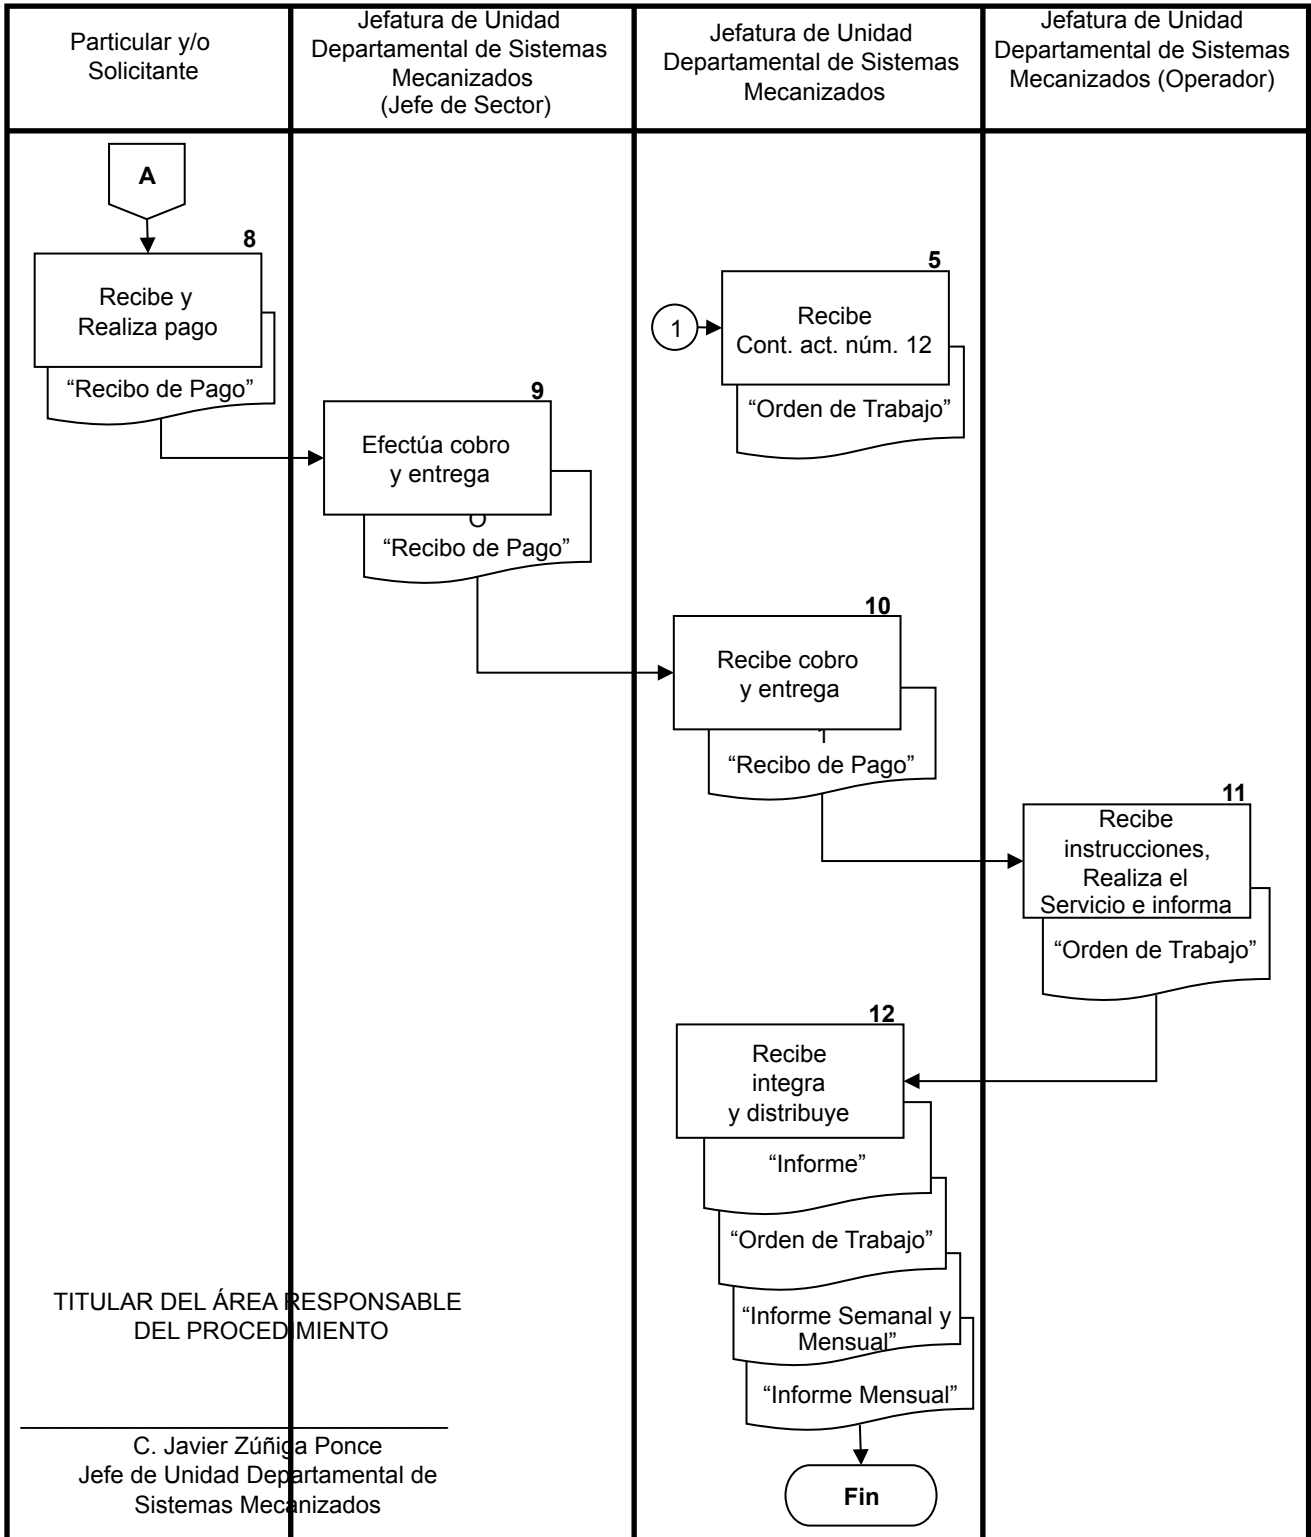 Particular y/o
Solicitante
Jefatura de Unidad
Departamental de Sistemas
Mecanizados
(Jefe de Sector)
Jefatura de Unidad
Departamental de Sistemas
Mecanizados
Jefatura de Unidad
Departamental de Sistemas
Mecanizados (Operador)
A
8
Recibe y
Realiza pago
“Recibo de Pago”
5
1
Recibe
Cont. act. núm. 12
“Orden de Trabajo”
9
Efectúa cobro
y entrega
“Recibo de Pago”
10
Recibe cobro
y entrega
“Recibo de Pago”
11
Recibe
instrucciones,
Realiza el
Servicio e informa
“Orden de Trabajo”
12
Recibe
integra
y distribuye
“Informe”
“Orden de Trabajo”
“Informe Semanal y
Mensual”
“Informe Mensual”
Fin
TITULAR DEL ÁREA RESPONSABLE
DEL PROCEDIMIENTO
C. Javier Zúñiga Ponce
Jefe de Unidad Departamental de
Sistemas Mecanizados